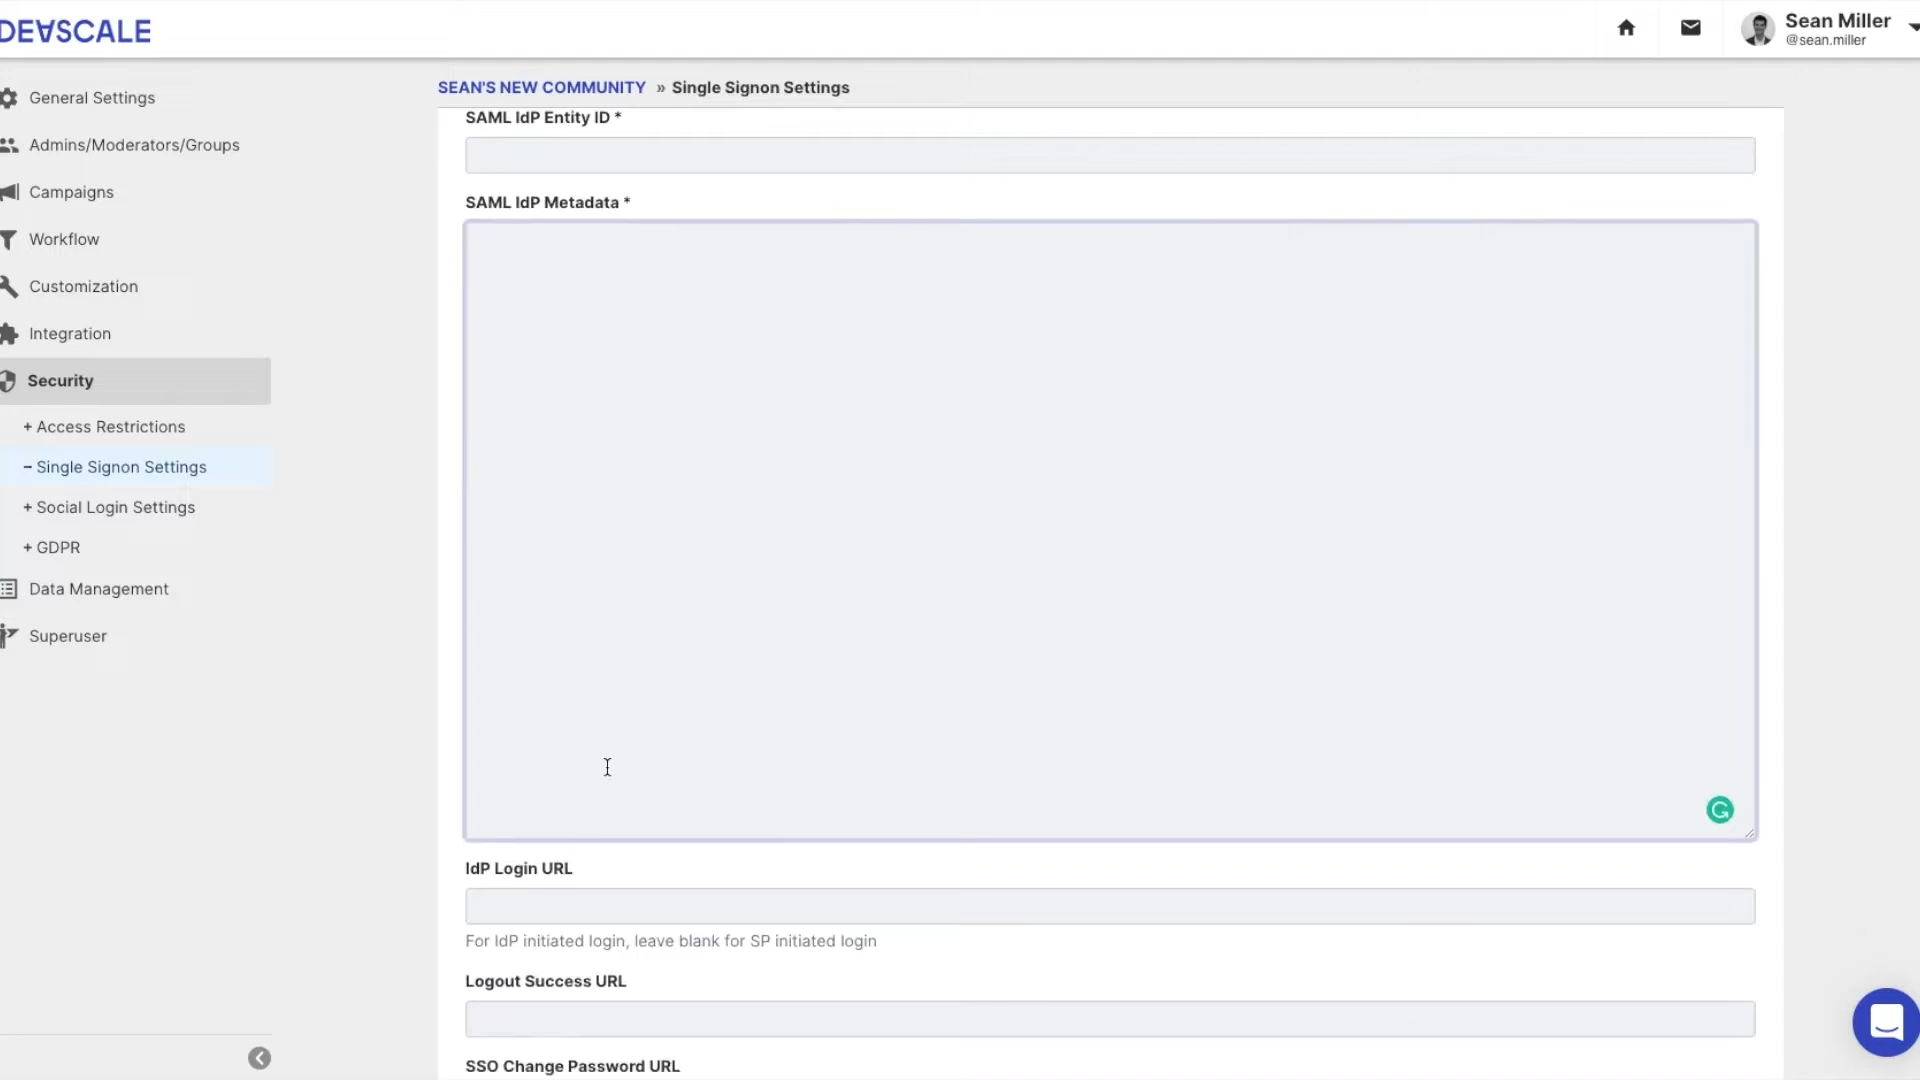 DEASCALE
Sean Miller
@sean.miller
General Settings
Admins/Moderators/Groups
Campaigns
Workflow
Customization
Integration
Security
+ Access Restrictions
– Single Signon Settings
+ Social Login Settings
+ GDPR
Data Management
Superuser
SEAN'S NEW COMMUNITY » Single Signon Settings
SAML IdP Entity ID *
SAML IdP Metadata *
IdP Login URL
For IdP initiated login, leave blank for SP initiated login
Logout Success URL
SSO Change Password URL